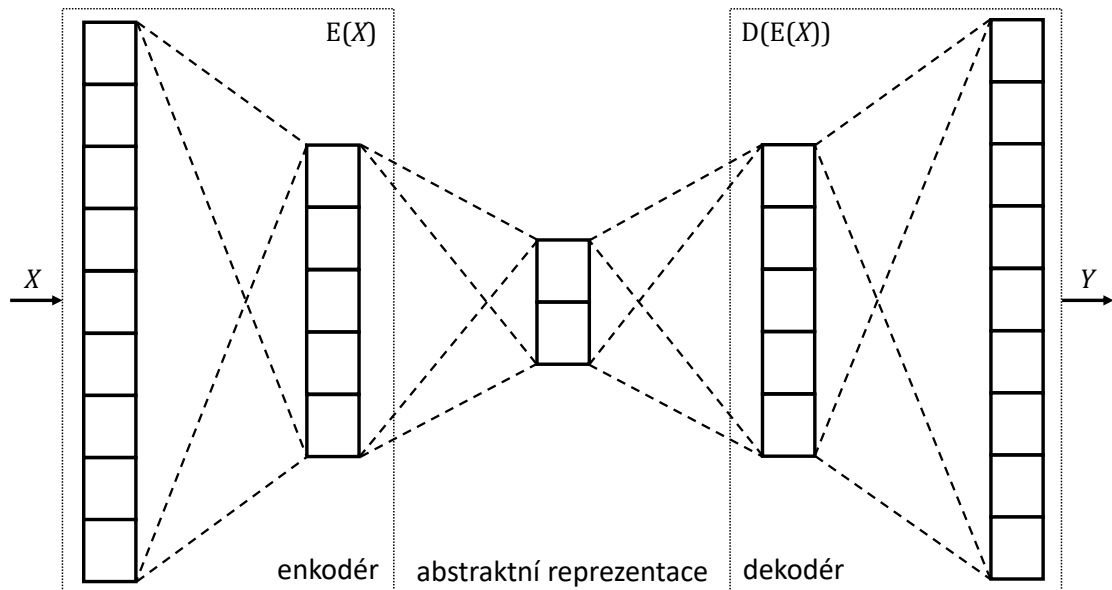 E(X)
D(E(X))
X
Y
enkodér
abstraktní reprezentace
dekodér